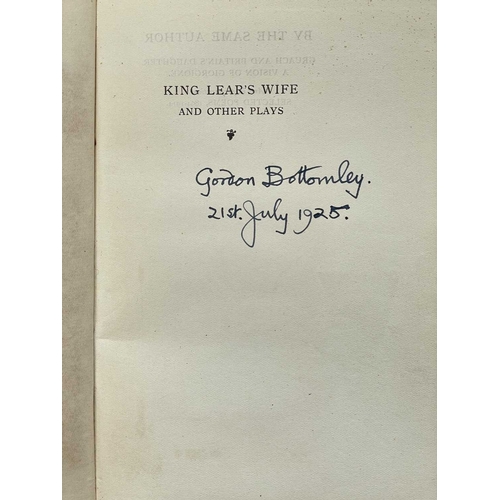 KING LEAR'S WIFE
AND OTHER PLAYS
Gordon Bottomley.
21st. July 1925.